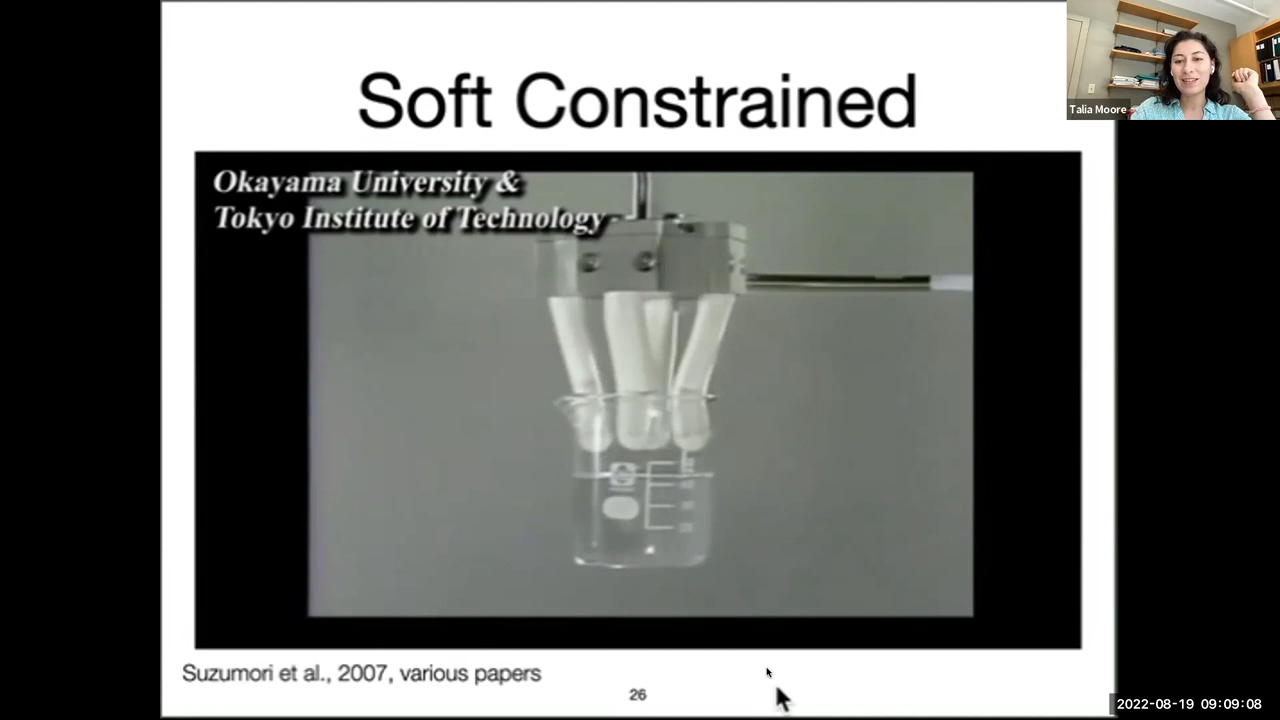 Soft Constrained
Talia Moore
Okayama University &
Tokyo Institute of Technology
Suzumori et al., 2007, various papers
26
2022-08-19 09:09:08